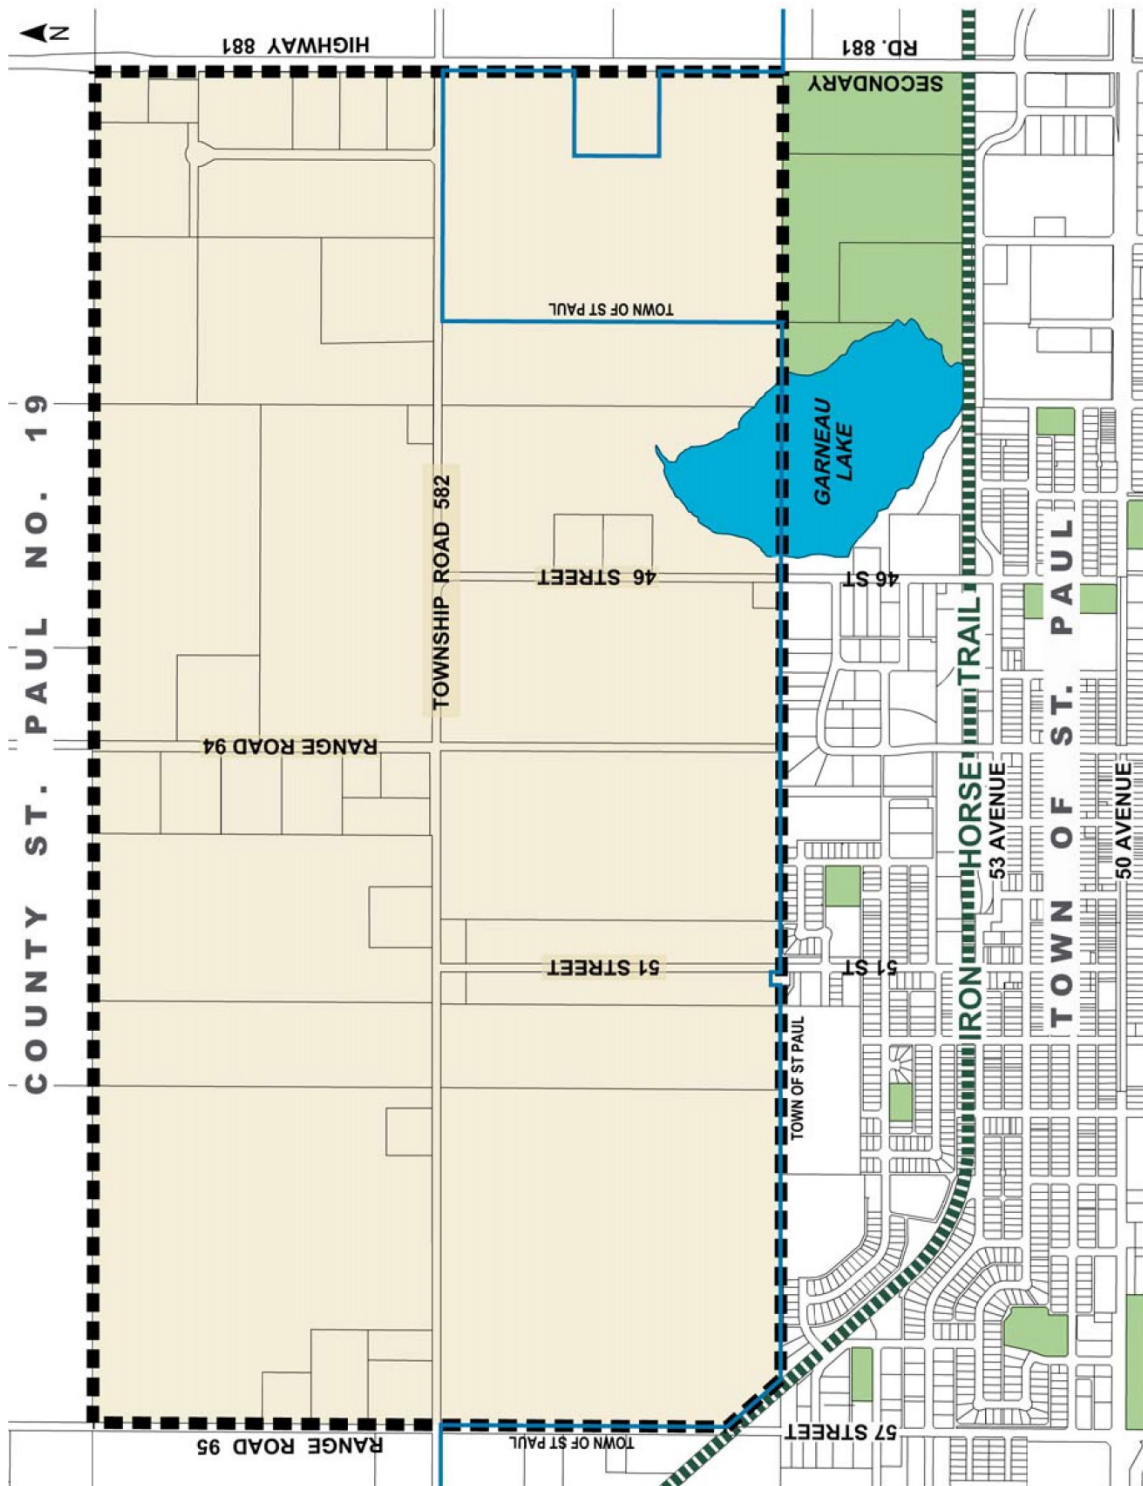 N
HIGHWAY 881
SECONDARY
RD. 881
COUNTY ST. PAUL NO. 19
TOWN OF ST PAUL
GARNEAU
LAKE
TOWNSHIP ROAD 582
46 STREET
46 ST
RANGE ROAD 94
IRON HORSE TRAIL
53 AVENUE
TOWN OF ST. PAUL
50 AVENUE
51 STREET
51 ST
TOWN OF ST PAUL
RANGE ROAD 95
TOWN OF ST PAUL
57 STREET